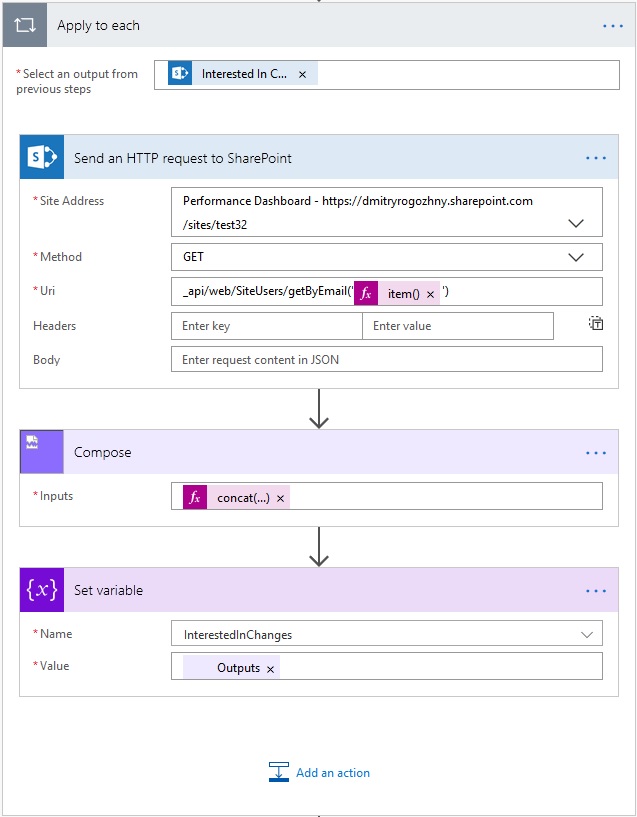 Apply to each
* Select an output from
previous steps
Interested In C... ×
Send an HTTP request to SharePoint
* Site Address
Performance Dashboard - https://dmitryrogozhny.sharepoint.com
/sites/test32
* Method
GET
* Uri
_api/web/SiteUsers/getByEmail(' fx item() × ')
Headers
Enter key
Enter value
Body
Enter request content in JSON
Compose
* Inputs
fx concat(...) ×
{x} Set variable
* Name
InterestedInChanges
* Value
Outputs ×
Add an action